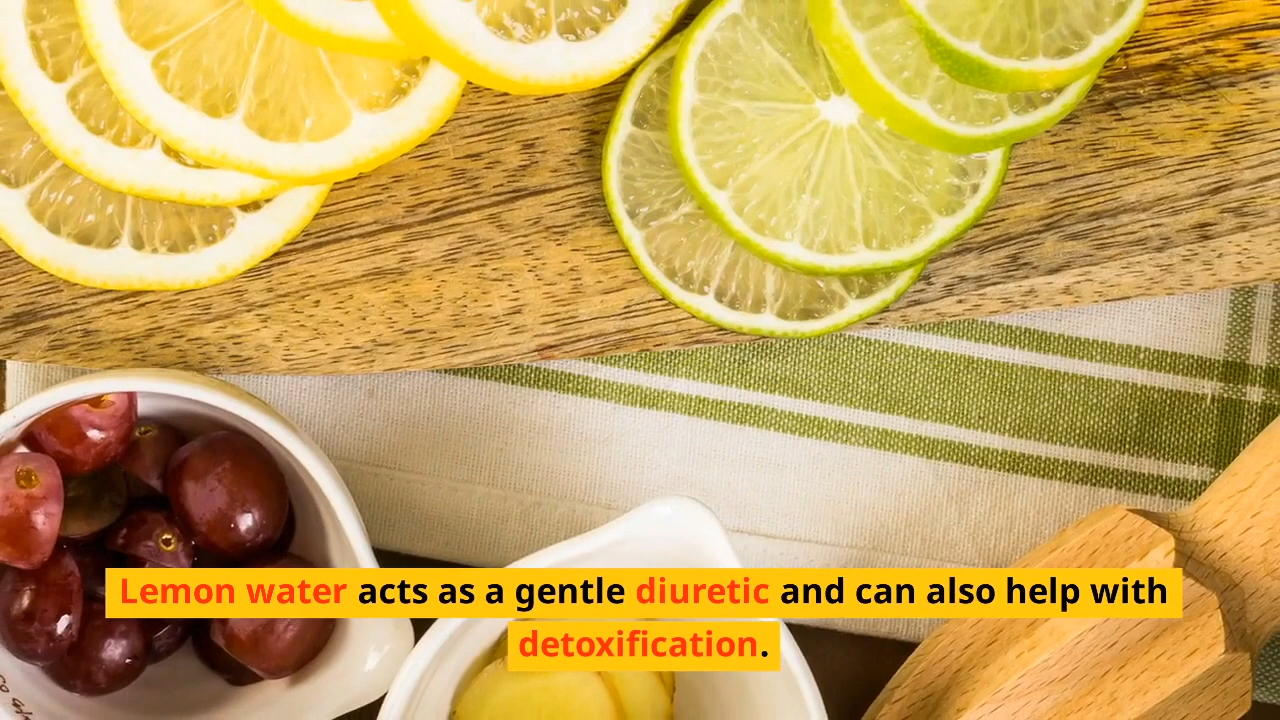 Lemon water acts as a gentle diuretic and can also help with
detoxification.